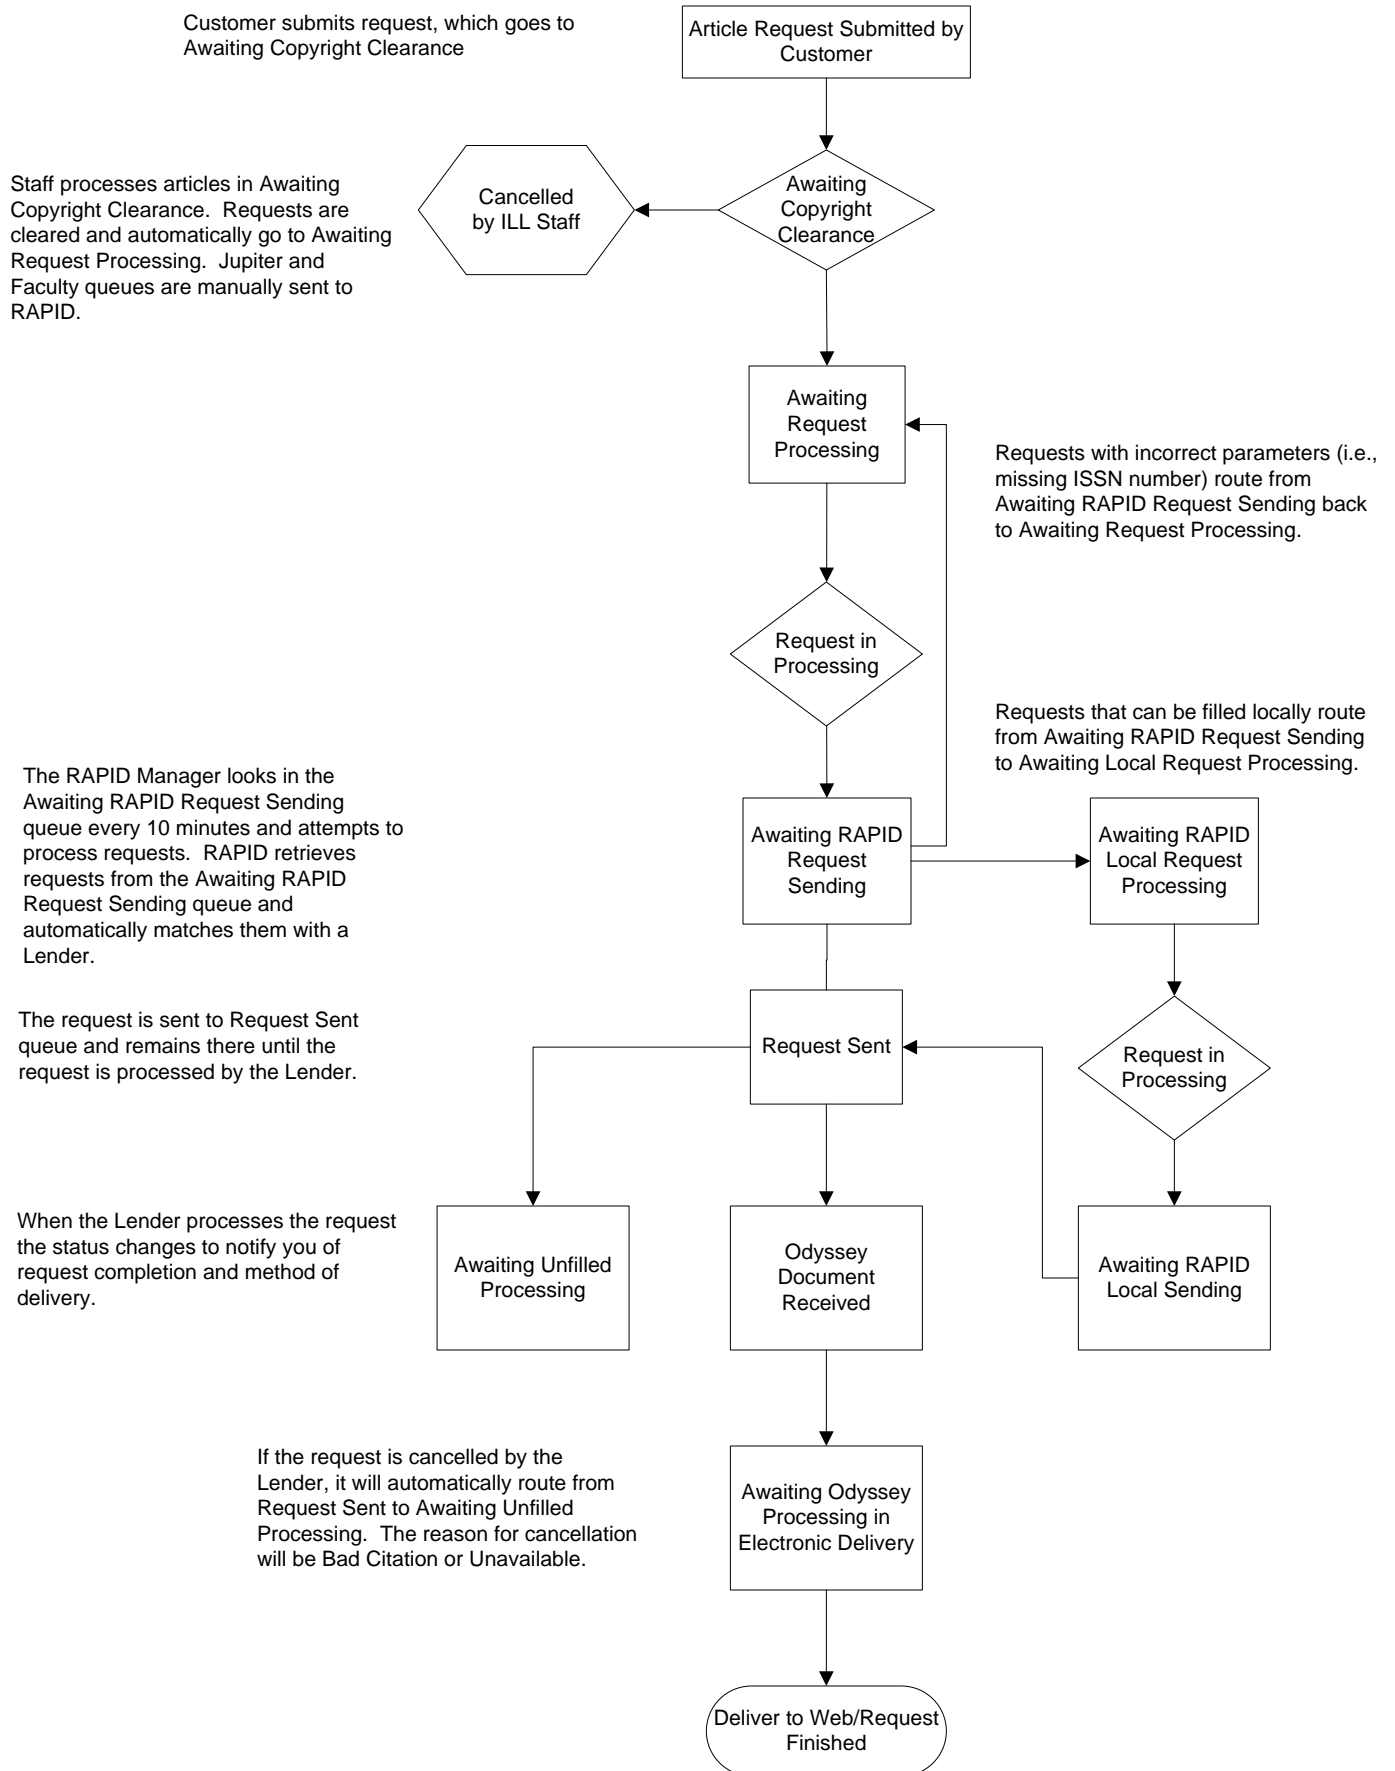 Customer submits request, which goes to
Awaiting Copyright Clearance
Article Request Submitted by
Customer
Staff processes articles in Awaiting
Copyright Clearance.  Requests are
cleared and automatically go to Awaiting
Request Processing.  Jupiter and
Faculty queues are manually sent to
RAPID.
Cancelled
by ILL Staff
Awaiting
Copyright
Clearance
Awaiting
Request
Processing
Requests with incorrect parameters (i.e.,
missing ISSN number) route from
Awaiting RAPID Request Sending back
to Awaiting Request Processing.
Request in
Processing
Requests that can be filled locally route
from Awaiting RAPID Request Sending
to Awaiting Local Request Processing.
The RAPID Manager looks in the
Awaiting RAPID Request Sending
queue every 10 minutes and attempts to
process requests.  RAPID retrieves
requests from the Awaiting RAPID
Request Sending queue and
automatically matches them with a
Lender.
Awaiting RAPID
Request
Sending
Awaiting RAPID
Local Request
Processing
The request is sent to Request Sent
queue and remains there until the
request is processed by the Lender.
Request Sent
Request in
Processing
When the Lender processes the request
the status changes to notify you of
request completion and method of
delivery.
Awaiting Unfilled
Processing
Odyssey
Document
Received
Awaiting RAPID
Local Sending
If the request is cancelled by the
Lender, it will automatically route from
Request Sent to Awaiting Unfilled
Processing.  The reason for cancellation
will be Bad Citation or Unavailable.
Awaiting Odyssey
Processing in
Electronic Delivery
Deliver to Web/Request
Finished